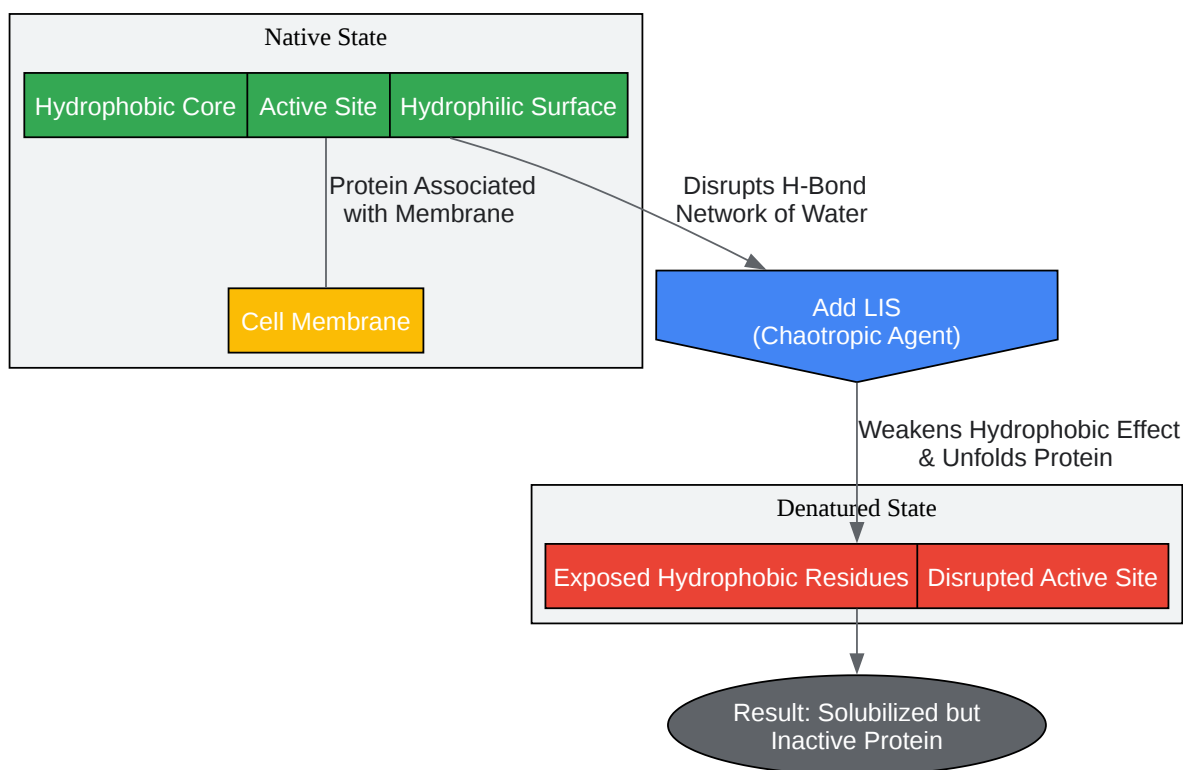 Native State
Hydrophobic Core
Active Site
Hydrophilic Surface
Protein Associated
with Membrane
Disrupts H-Bond
Network of Water
Cell Membrane
Add LIS
(Chaotropic Agent)
Weakens Hydrophobic Effect
& Unfolds Protein
Denatured State
Exposed Hydrophobic Residues
Disrupted Active Site
Result: Solubilized but
Inactive Protein